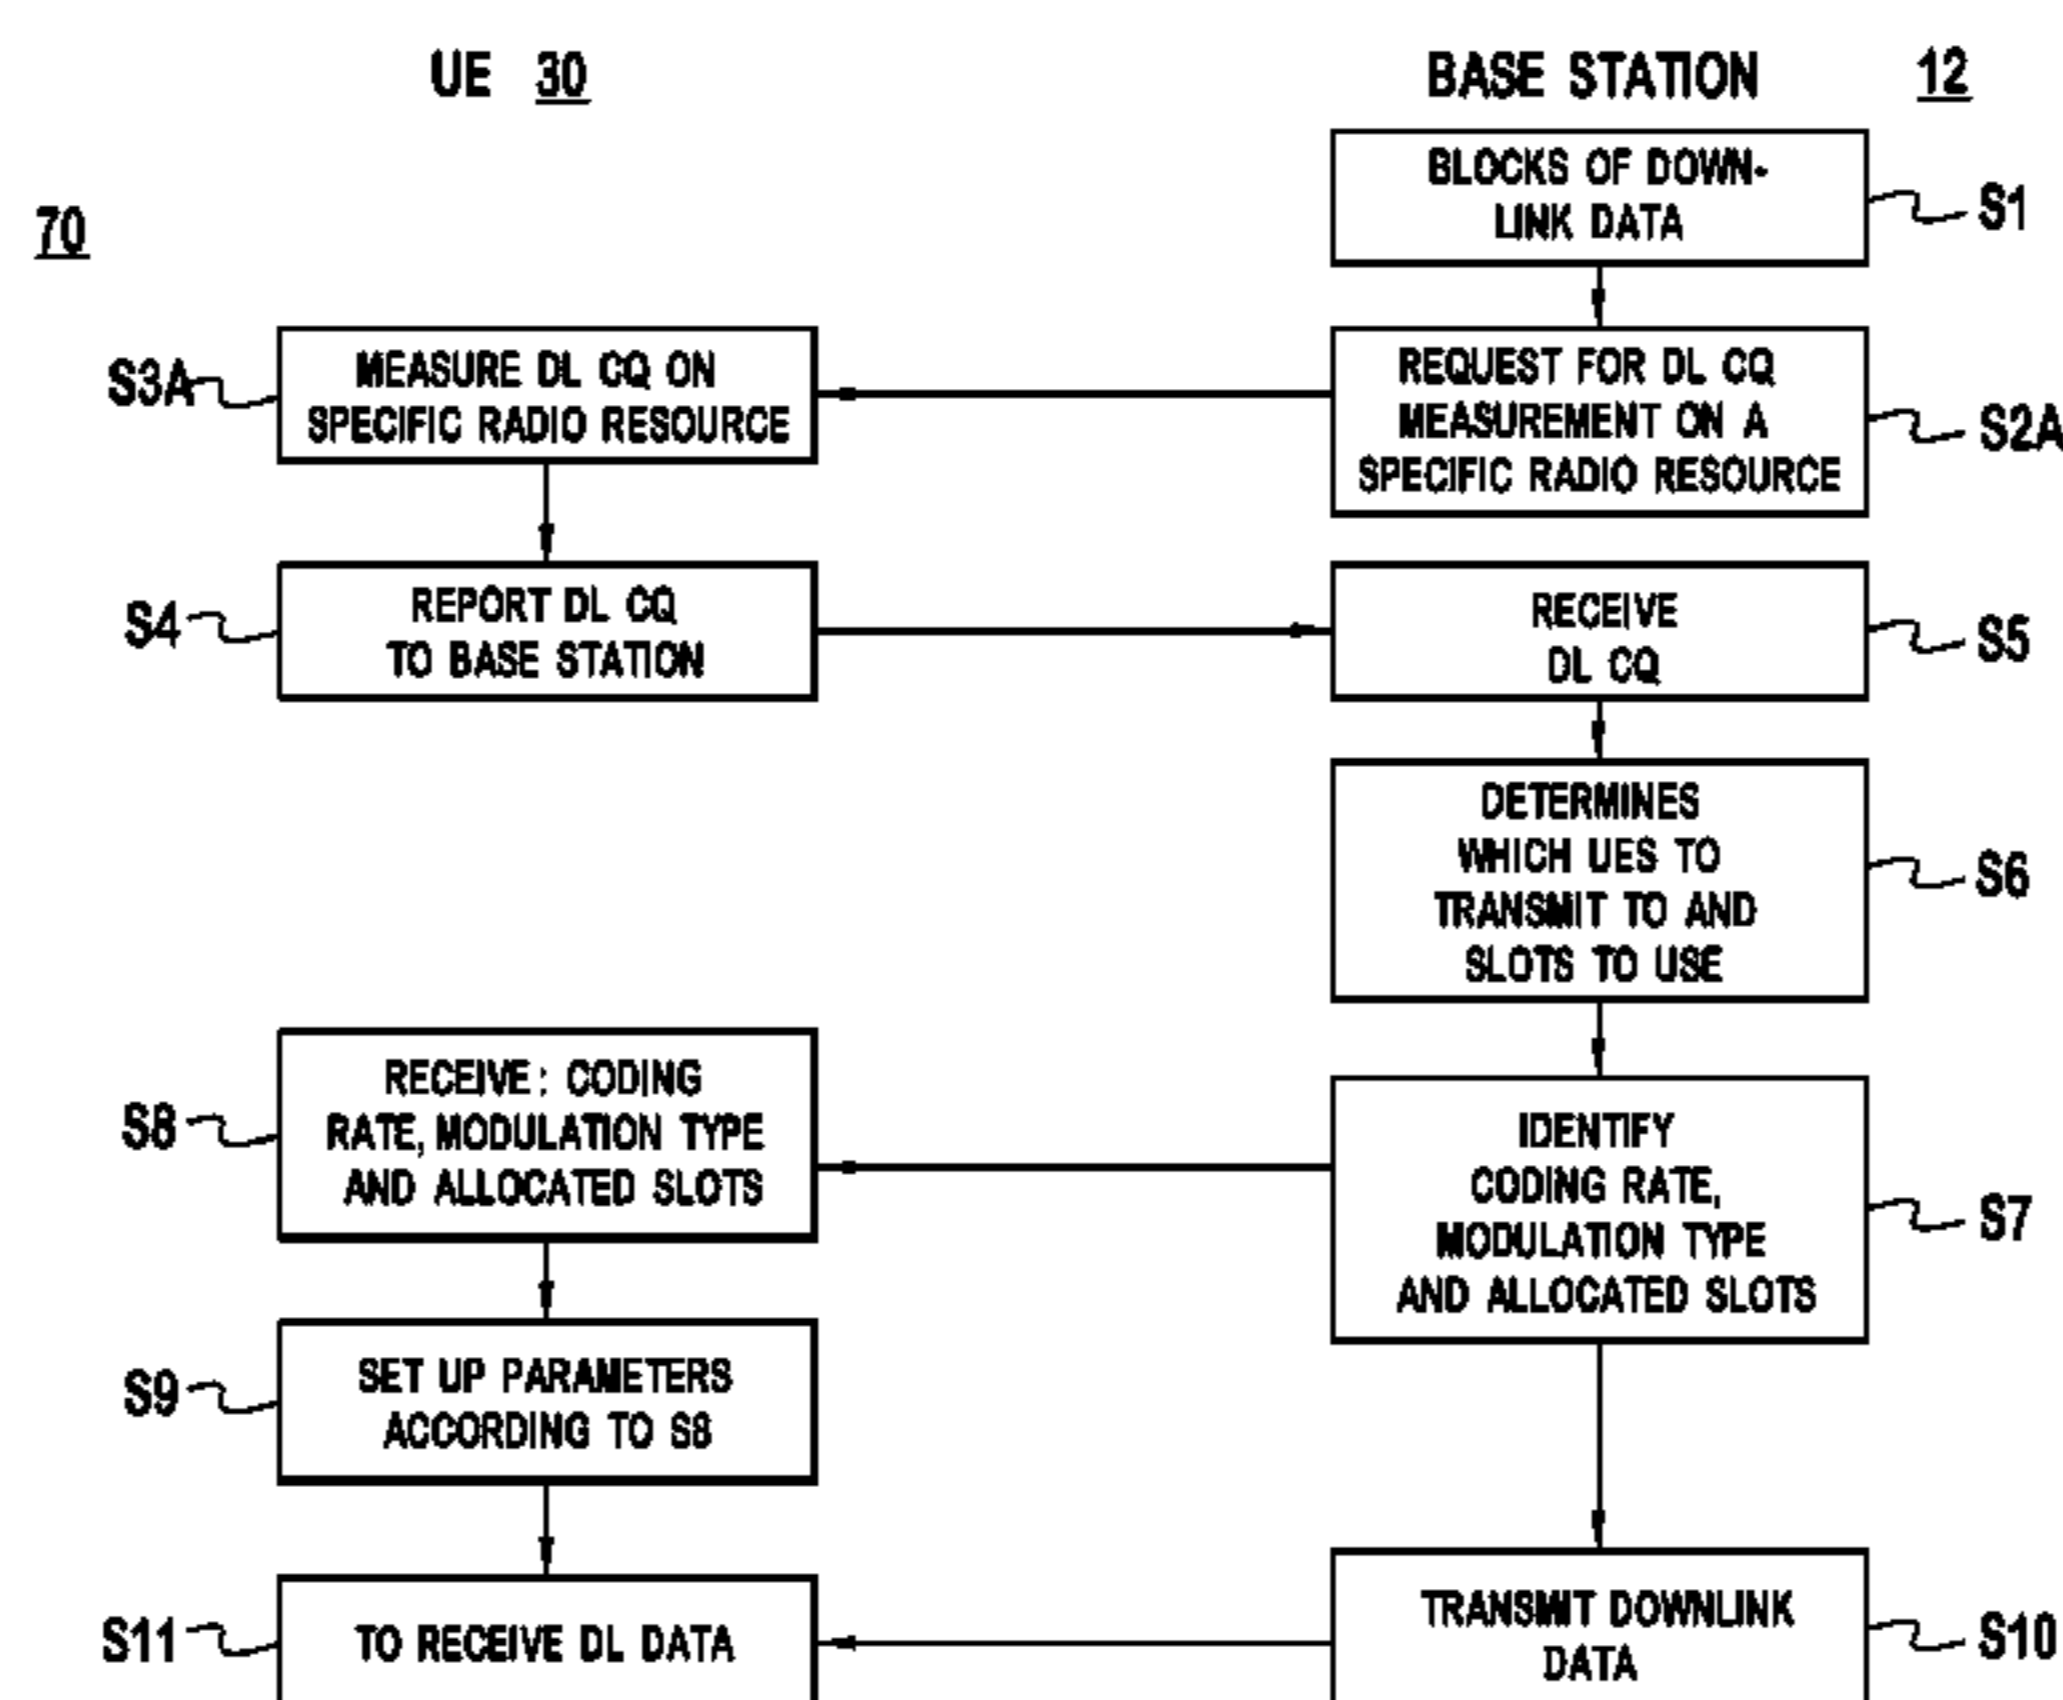 UE 30
BASE STATION 12
70
BLOCKS OF DOWN-
LINK DATA
S1
S3A
MEASURE DL CQ ON
SPECIFIC RADIO RESOURCE
REQUEST FOR DL CQ
MEASUREMENT ON A
SPECIFIC RADIO RESOURCE
S2A
S4
REPORT DL CQ
TO BASE STATION
RECEIVE
DL CQ
S5
DETERMINES
WHICH UES TO
TRANSMIT TO AND
SLOTS TO USE
S6
S8
RECEIVE: CODING
RATE, MODULATION TYPE
AND ALLOCATED SLOTS
IDENTIFY
CODING RATE,
MODULATION TYPE
AND ALLOCATED SLOTS
S7
S9
SET UP PARAMETERS
ACCORDING TO S8
S11
TO RECEIVE DL DATA
TRANSMIT DOWNLINK
DATA
S10